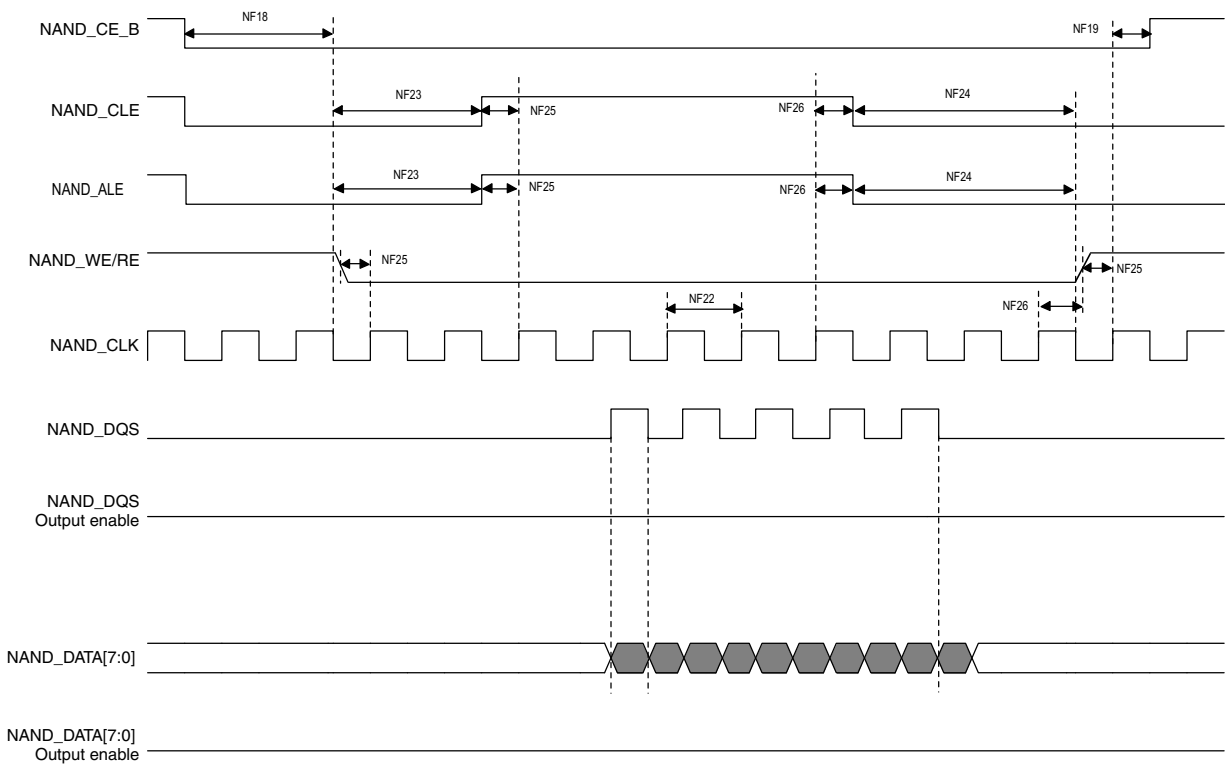 NF18
NAND_CE_B
NF19
NF23
NF25
NF26
NF24
NAND_CLE
NF23
NF25
NF26
NF24
NAND_ALE
NAND_WE/RE
NF25
NF25
NF22
NF26
NAND_CLK
NAND_DQS
NAND_DQS
Output enable
NAND_DATA[7:0]
NAND_DATA[7:0]
Output enable